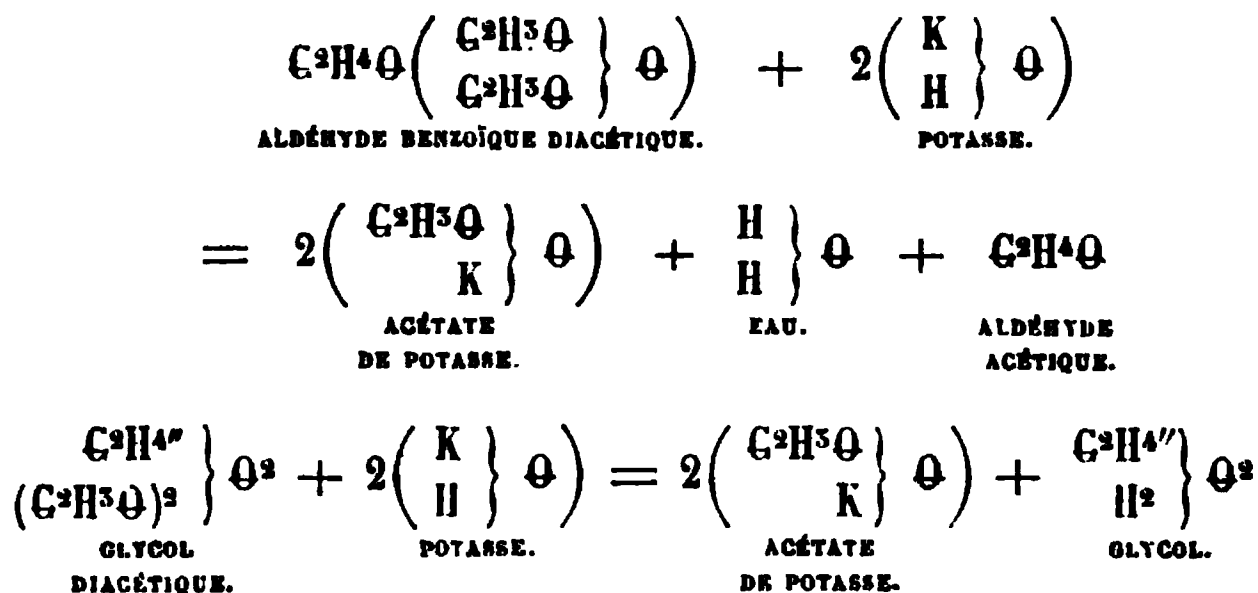 C²H⁴O ( C²H³O / C²H³O } O ) + 2 ( K / H } O )
ALDÉHYDE BENZOÏQUE DIACÉTIQUE. POTASSE.
= 2 ( C²H³O / K } O ) + H / H } O + C²H⁴O
ACÉTATE EAU. ALDÉHYDE
DE POTASSE. ACÉTIQUE.
C²H⁴″ / (C²H³O)² } O² + 2 ( K / H } O ) = 2 ( C²H³O / K } O ) + C²H⁴″ / H² } O²
GLYCOL POTASSE. ACÉTATE GLYCOL.
DIACÉTIQUE. DE POTASSE.